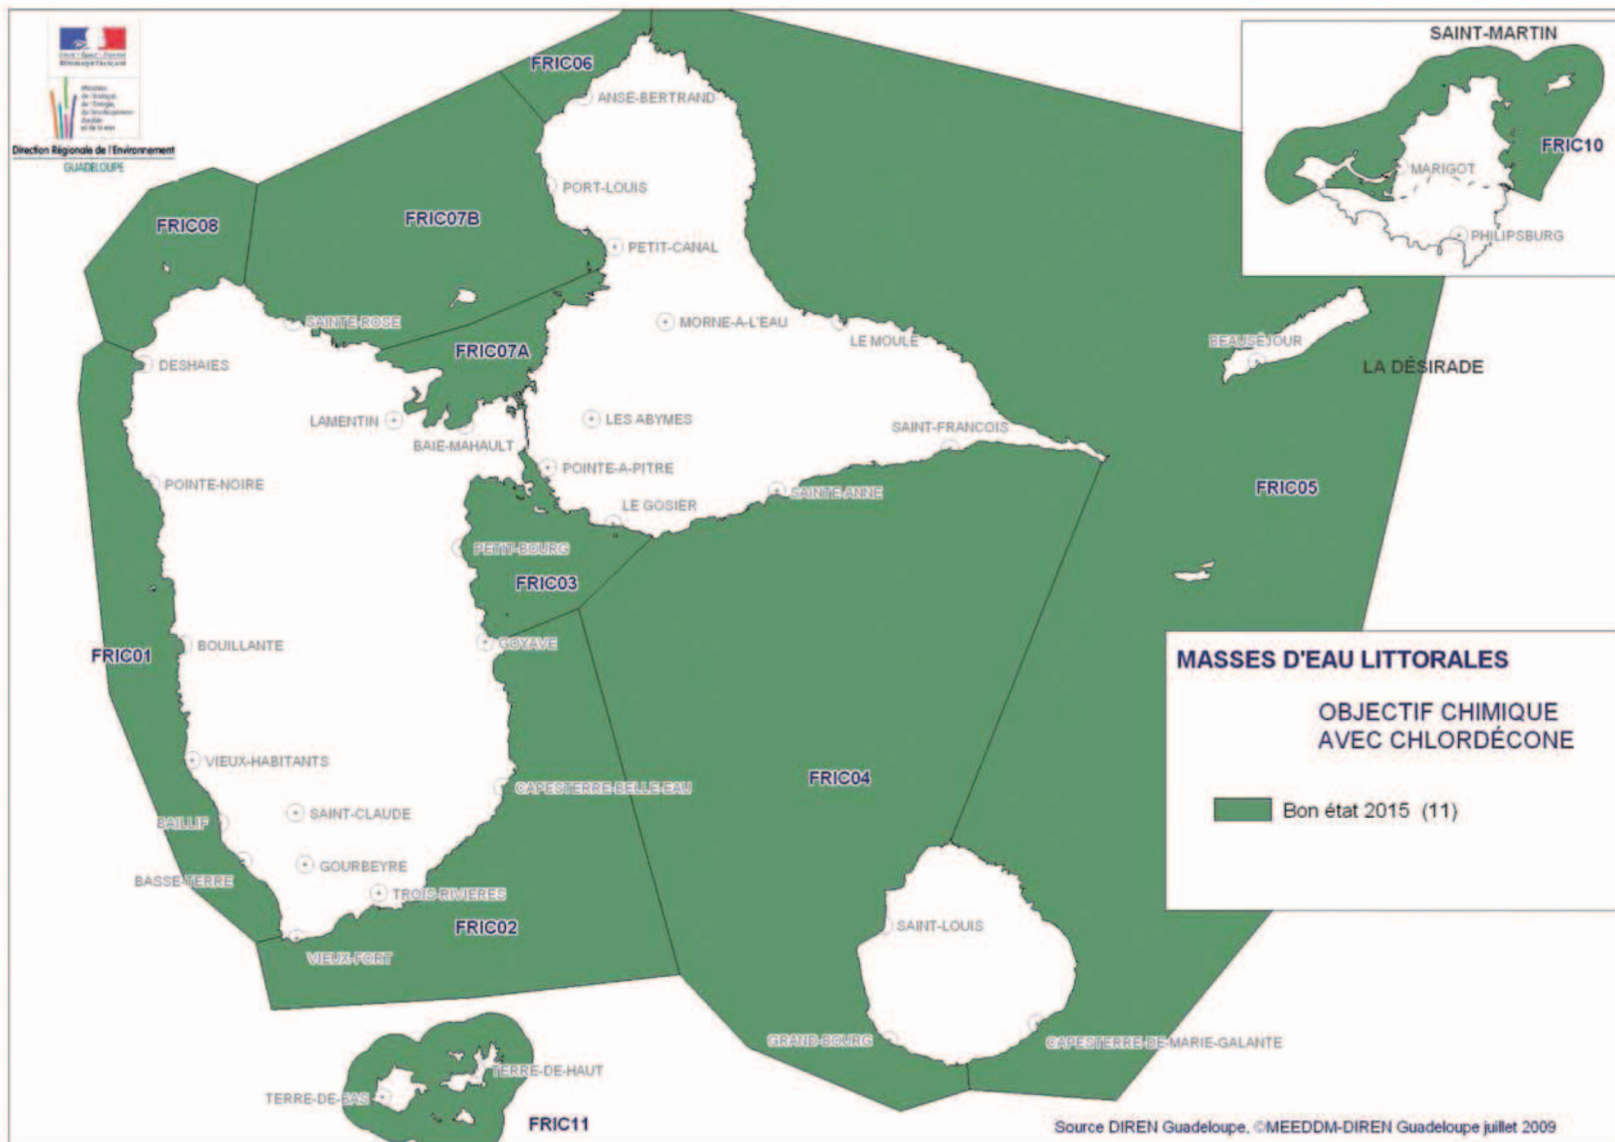 RÉPUBLIQUE FRANÇAISE
Direction Régionale de l'Environnement
GUADELOUPE
SAINT-MARTIN
FRIC10
MARIGOT
PHILIPSBURG
FRIC06
ANSE-BERTRAND
PORT-LOUIS
FRIC07B
FRIC08
PETIT-CANAL
SAINTE-ROSE
MORNE-A-L'EAU
LE MOULE
BEAUSÉJOUR
FRIC07A
DESHAIES
LA DÉSIRADE
LAMENTIN
LES ABYMES
SAINT-FRANCOIS
BAIE-MAHAULT
POINTE-A-PITRE
POINTE-NOIRE
SAINTE-ANNE
FRIC05
LE GOSIER
PETIT-BOURG
FRIC03
BOUILLANTE
GOYAVE
FRIC01
MASSES D'EAU LITTORALES
OBJECTIF CHIMIQUE
AVEC CHLORDÉCONE
Bon état 2015 (11)
VIEUX-HABITANTS
FRIC04
CAPESTERRE-BELLE-EAU
SAINT-CLAUDE
BAILLIF
GOURBEYRE
BASSE-TERRE
TROIS-RIVIERES
FRIC02
SAINT-LOUIS
VIEUX-FORT
GRAND-BOURG
CAPESTERRE-DE-MARIE-GALANTE
TERRE-DE-HAUT
TERRE-DE-BAS
FRIC11
Source DIREN Guadeloupe, ©MEEDDM-DIREN Guadeloupe juillet 2009